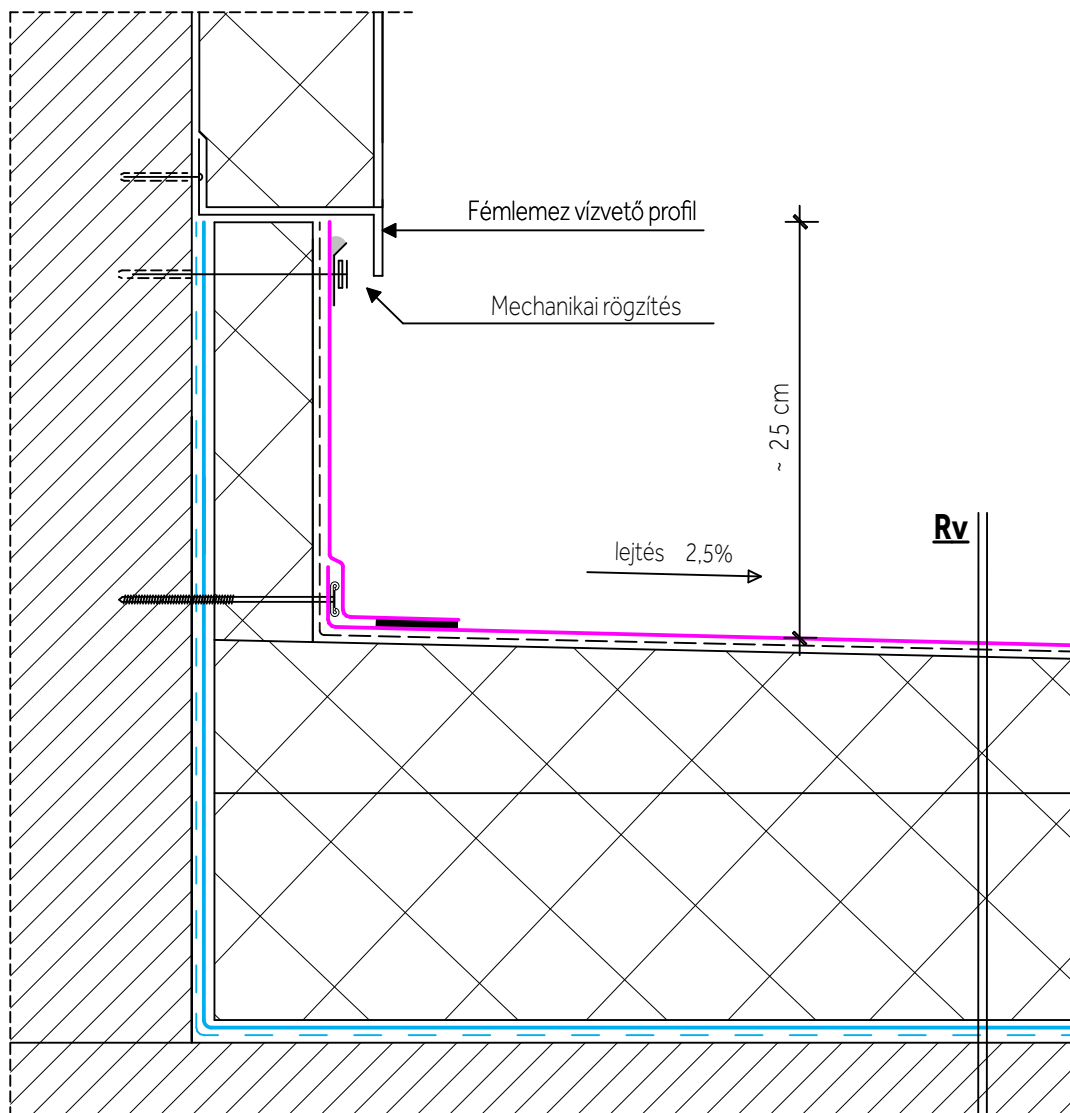 Fémlemez vízvető profil
Mechanikai rögzítés
~ 25 cm
Rv
lejtés 2,5%